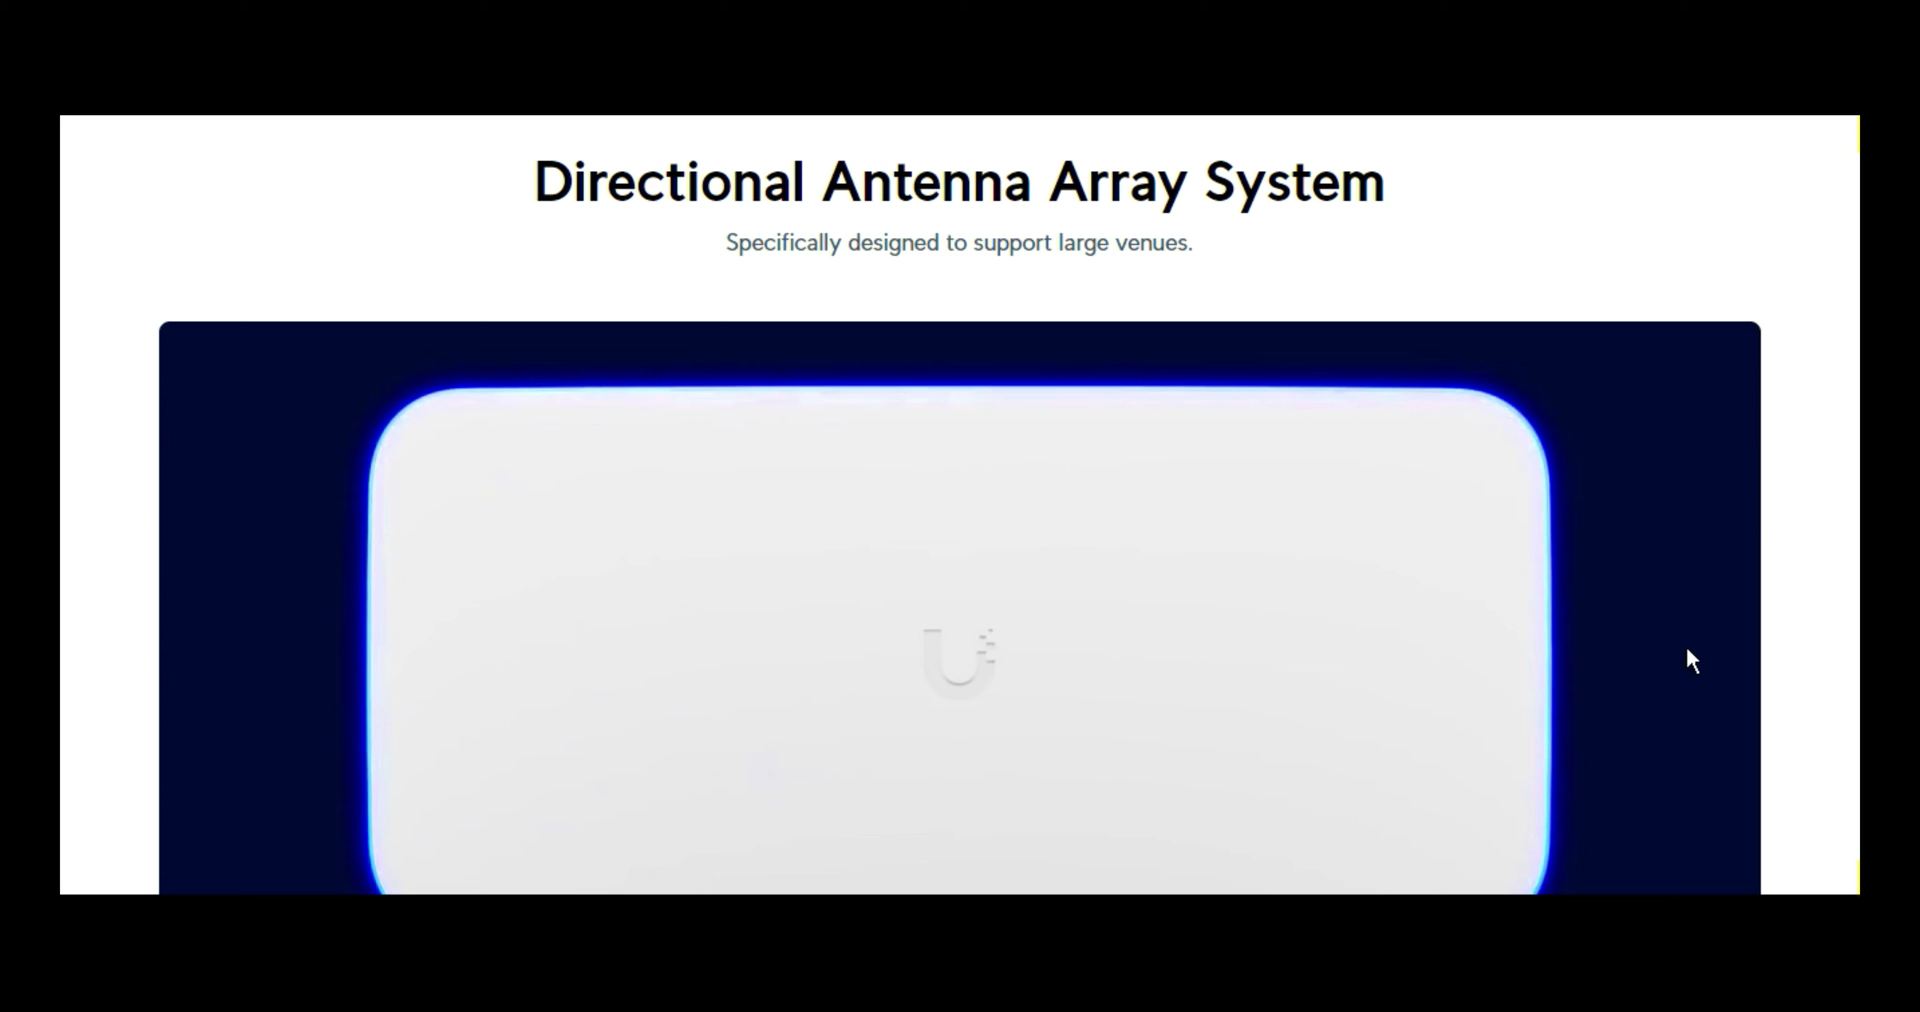 Directional Antenna Array System
Specifically designed to support large venues.